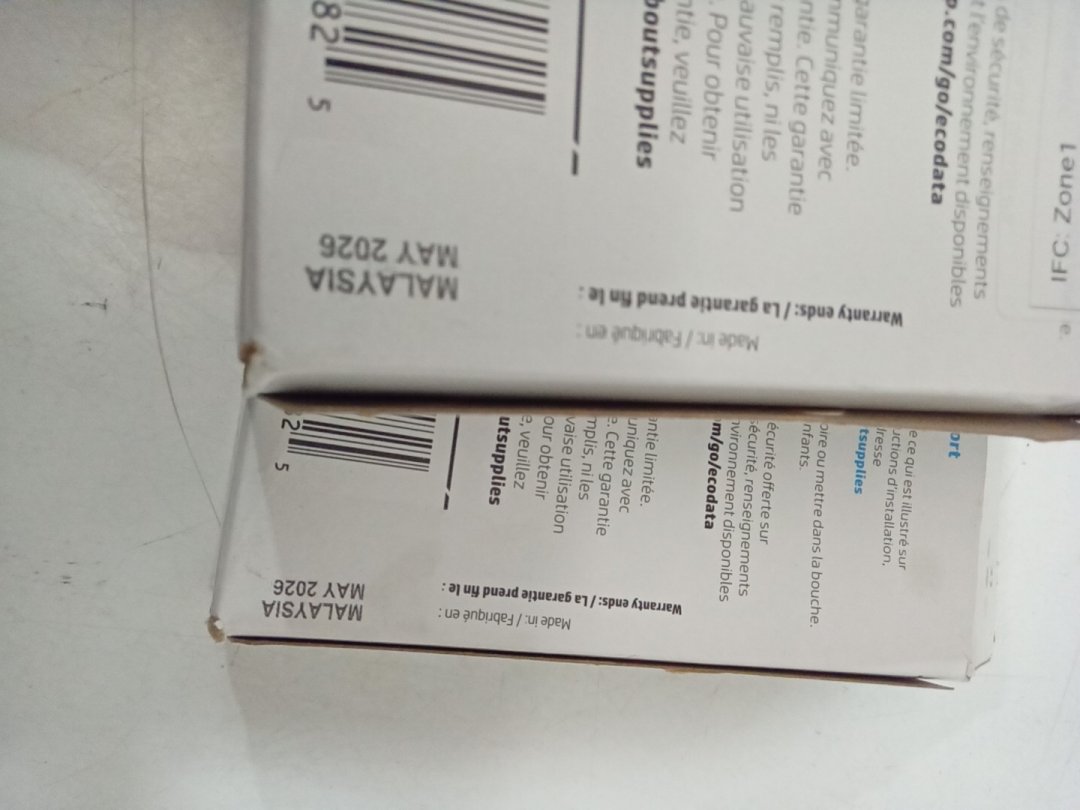 82 5
garantie limitée.
nmuniquez avec
ntie. Cette garantie
remplis, ni les
auvaise utilisation
. Pour obtenir
ntie, veuillez
boutsupplies
de sécurité, renseignements
t l'environnement disponibles
p.com/go/ecodata
IFC: Zone1
e.
Made in: / Fabriqué en :
MALAYSIA
Warranty ends: / La garantie prend fin le :
MAY 2026
2 5
antie limitée.
uniquez avec
e. Cette garantie
mplis, ni les
vaise utilisation
our obtenir
e, veuillez
utsupplies
ort
e ce qui est illustré sur
uctions d'installation,
dresse
tsupplies
oire ou mettre dans la bouche.
nfants.
écurité offerte sur
sécurité, renseignements
nvironnement disponibles
m/go/ecodata
Made in: / Fabriqué en :
MALAYSIA
Warranty ends: / La garantie prend fin le :
MAY 2026